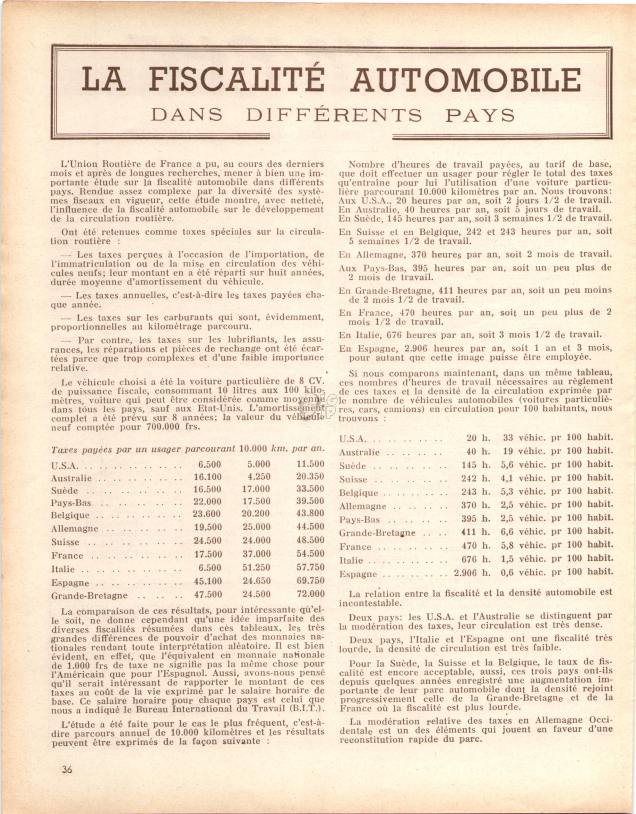 LA FISCALITÉ AUTOMOBILE
DANS DIFFÉRENTS PAYS
L'Union Routière de France a pu, au cours des derniers
mois et après de longues recherches, mener à bien une im-
portante étude sur la fiscalité automobile dans différents
pays. Rendue assez complexe par la diversité des systè-
mes fiscaux en vigueur, cette étude montre, avec netteté,
l'influence de la fiscalité automobile sur le développement
de la circulation routière.
Ont été retenues comme taxes spéciales sur la circula-
tion routière :
— Les taxes perçues à l'occasion de l'importation, de
l'immatriculation ou de la mise en circulation des véhi-
cules neufs; leur montant en a été réparti sur huit années,
durée moyenne d'amortissement du véhicule.
— Les taxes annuelles, c'est-à-dire les taxes payées cha-
que année.
— Les taxes sur les carburants qui sont, évidemment,
proportionnelles au kilométrage parcouru.
— Par contre, les taxes sur les lubrifiants, les assu-
rances, les réparations et pièces de rechange ont été écar-
tées parce que trop complexes et d'une faible importance
relative.
Le véhicule choisi a été la voiture particulière de 8 CV.
de puissance fiscale, consommant 10 litres aux 100 kilo-
mètres, voiture qui peut être considérée comme moyenne
dans tous les pays, sauf aux Etat-Unis. L'amortissement
complet a été prévu sur 8 années; la valeur du véhicule
neuf comptée pour 700.000 frs.
Taxes payées par un usager parcourant 10.000 km. par an.
U.S.A. . . . . . . . . . . . 6.500 5.000 11.500
Australie . . . . . . . . . . 16.100 4.250 20.350
Suède . . . . . . . . . . . 16.500 17.000 33.500
Pays-Bas . . . . . . . . . . 22.000 17.500 39.500
Belgique . . . . . . . . . . 23.600 20.200 43.800
Allemagne . . . . . . . . . 19.500 25.000 44.500
Suisse . . . . . . . . . . . 24.500 24.000 48.500
France . . . . . . . . . . . 17.500 37.000 54.500
Italie . . . . . . . . . . . 6.500 51.250 57.750
Espagne . . . . . . . . . . 45.100 24.650 69.750
Grande-Bretagne . . . . . 47.500 24.500 72.000
La comparaison de ces résultats, pour intéressante qu'el-
le soit, ne donne cependant qu'une idée imparfaite des
diverses fiscalités résumées dans ces tableaux, les très
grandes différences de pouvoir d'achat des monnaies na-
tionales rendant toute interprétation aléatoire. Il est bien
évident, en effet, que l'équivalent en monnaie nationale
de 1.000 frs de taxe ne signifie pas la même chose pour
l'Américain que pour l'Espagnol. Aussi, avons-nous pensé
qu'il serait intéressant de rapporter le montant de ces
taxes au coût de la vie exprimé par le salaire horaire de
base. Ce salaire horaire pour chaque pays est celui que
nous a indiqué le Bureau International du Travail (B.I.T.).
L'étude a été faite pour le cas le plus fréquent, c'est-à-
dire parcours annuel de 10.000 kilomètres et les résultats
peuvent être exprimés de la façon suivante :
36
Nombre d'heures de travail payées, au tarif de base,
que doit effectuer un usager pour régler le total des taxes
qu'entraîne pour lui l'utilisation d'une voiture particu-
lière parcourant 10.000 kilomètres par an. Nous trouvons:
Aux U.S.A., 20 heures par an, soit 2 jours 1/2 de travail.
En Australie, 40 heures par an, soit 5 jours de travail.
En Suède, 145 heures par an, soit 3 semaines 1/2 de travail.
En Suisse et en Belgique, 242 et 243 heures par an, soit
5 semaines 1/2 de travail.
En Allemagne, 370 heures par an, soit 2 mois de travail.
Aux Pays-Bas, 395 heures par an, soit un peu plus de
2 mois de travail.
En Grande-Bretagne, 411 heures par an, soit un peu moins
de 2 mois 1/2 de travail.
En France, 470 heures par an, soit un peu plus de 2
mois 1/2 de travail.
En Italie, 676 heures par an, soit 3 mois 1/2 de travail.
En Espagne, 2.906 heures par an, soit 1 an et 3 mois,
pour autant que cette image puisse être employée.
Si nous comparons maintenant, dans un même tableau,
ces nombres d'heures de travail nécessaires au règlement
de ces taxes et la densité de la circulation exprimée par
le nombre de véhicules automobiles (voitures particuliè-
res, cars, camions) en circulation pour 100 habitants, nous
trouvons :
U.S.A. . . . . . . . . 20 h. 33 véhic. pr 100 habit.
Australie . . . . . . . 40 h. 19 véhic. pr 100 habit.
Suède . . . . . . . . 145 h. 5,6 véhic. pr 100 habit.
Suisse . . . . . . . . 242 h. 4,1 véhic. pr 100 habit.
Belgique . . . . . . . . 243 h. 5,3 véhic. pr 100 habit.
Allemagne . . . . . . . 370 h. 2,5 véhic. pr 100 habit.
Pays-Bas . . . . . . . 395 h. 2,5 véhic. pr 100 habit.
Grande-Bretagne . . . . 411 h. 6,6 véhic. pr 100 habit.
France . . . . . . . . 470 h. 5,8 véhic. pr 100 habit.
Italie . . . . . . . . . 676 h. 1,5 véhic. pr 100 habit.
Espagne . . . . . . . . 2.906 h. 0,6 véhic. pr 100 habit.
La relation entre la fiscalité et la densité automobile est
incontestable.
Deux pays: les U.S.A. et l'Australie se distinguent par
la modération des taxes, leur circulation est très dense.
Deux pays, l'Italie et l'Espagne ont une fiscalité très
lourde, la densité de circulation est très faible.
Pour la Suède, la Suisse et la Belgique, le taux de fis-
calité est encore acceptable, aussi, ces trois pays ont-ils
depuis quelques années enregistré une augmentation im-
portante de leur parc automobile dont la densité rejoint
progressivement celle de la Grande-Bretagne et de la
France où la fiscalité est plus lourde.
La modération relative des taxes en Allemagne Occi-
dentale est un des éléments qui jouent en faveur d'une
reconstitution rapide du parc.